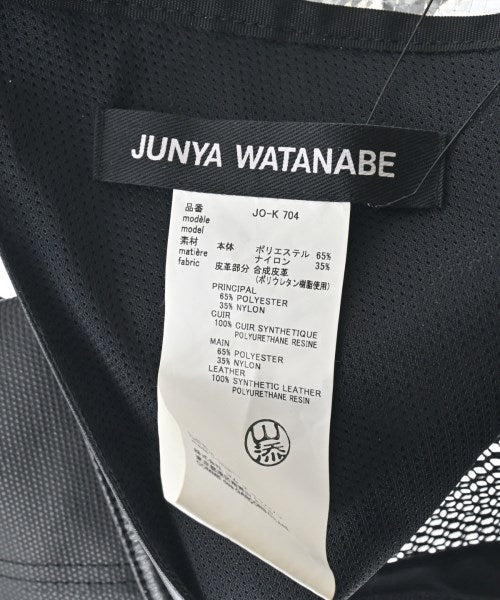 JUNYA WATANABE
品番 JO-K 704
modèle
model
素材 本体 ポリエステル 65%
matière ナイロン 35%
fabric 皮革部分 合成皮革
(ポリウレタン樹脂使用)
PRINCIPAL
65% POLYESTER
35% NYLON
CUIR
100% CUIR SYNTHETIQUE
POLYURETHANE RESINE
MAIN
65% POLYESTER
35% NYLON
LEATHER
100% SYNTHETIC LEATHER
POLYURETHANE RESIN
山添